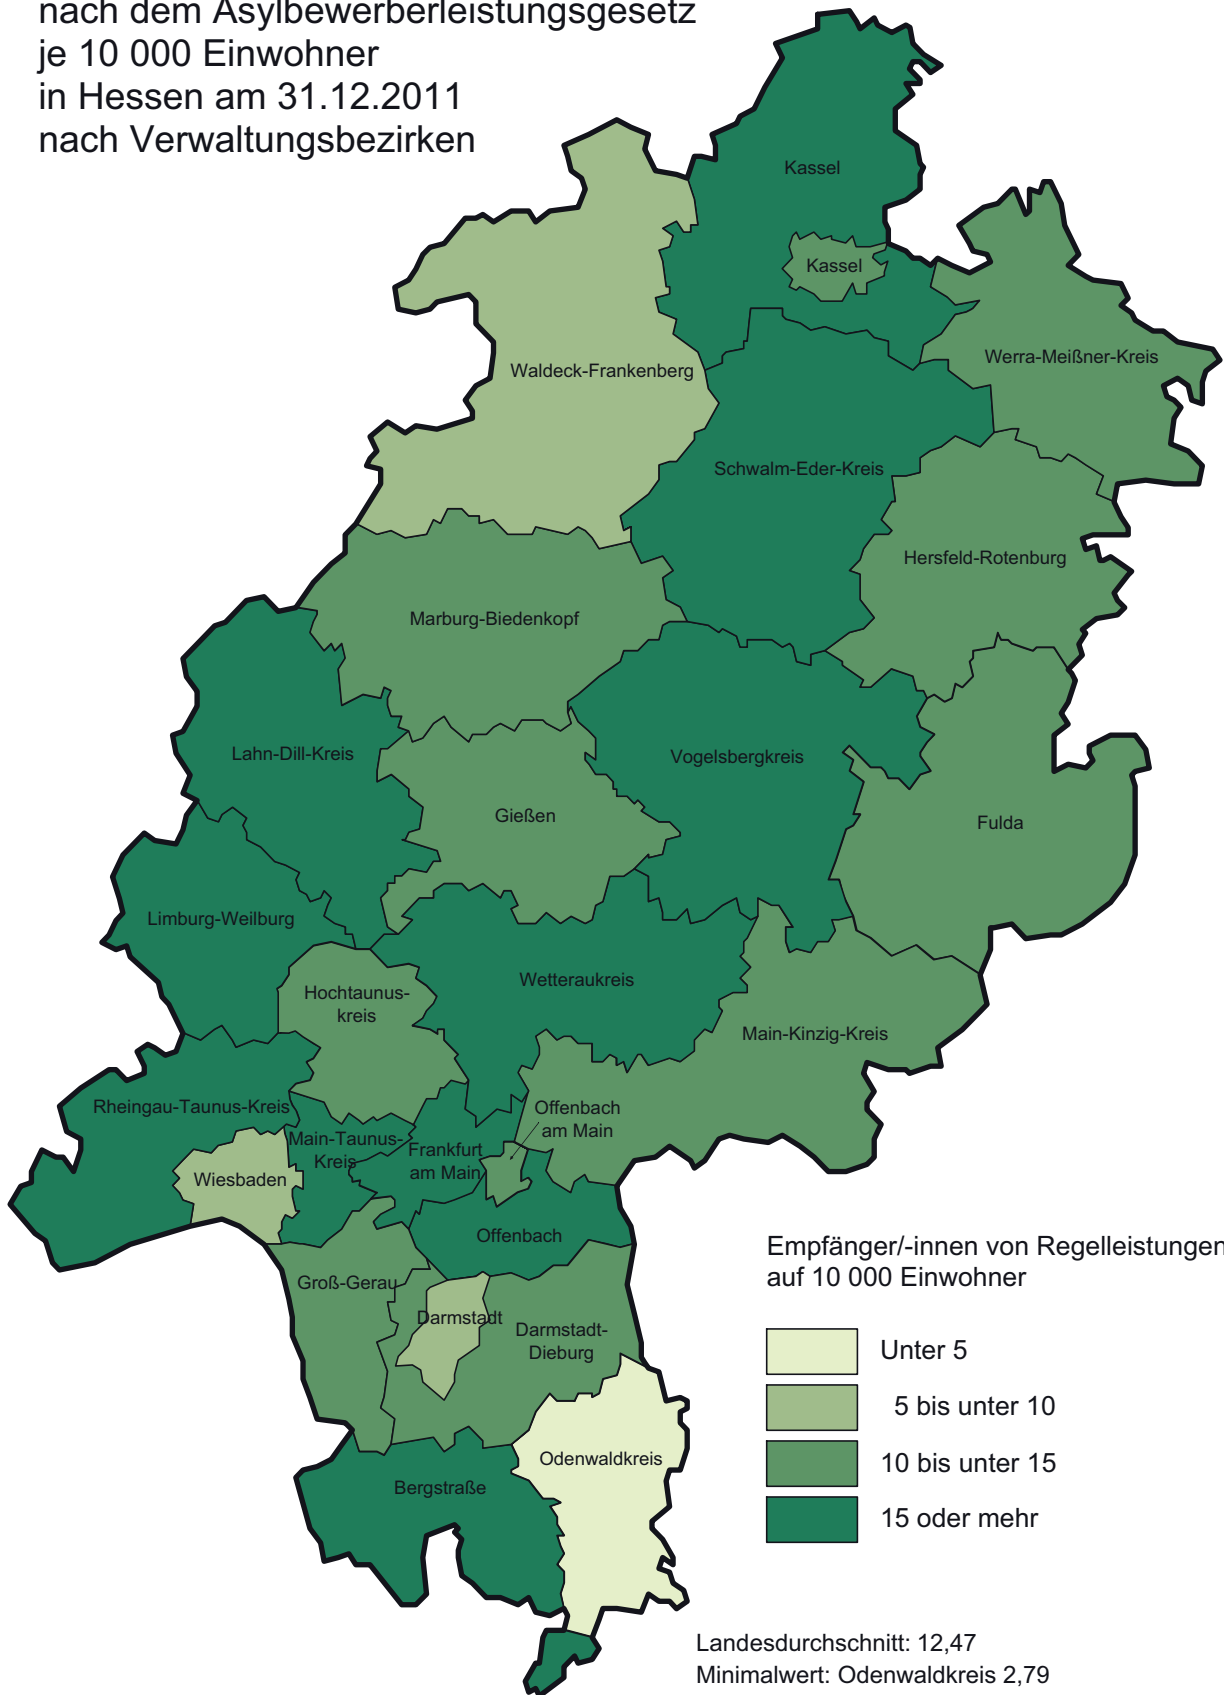 nach dem Asylbewerberleistungsgesetz
je 10 000 Einwohner
in Hessen am 31.12.2011
nach Verwaltungsbezirken
Kassel
Kassel
Werra-Meißner-Kreis
Waldeck-Frankenberg
Schwalm-Eder-Kreis
Hersfeld-Rotenburg
Marburg-Biedenkopf
Lahn-Dill-Kreis
Vogelsbergkreis
Gießen
Fulda
Limburg-Weilburg
Wetteraukreis
Hochtaunus-
kreis
Main-Kinzig-Kreis
Rheingau-Taunus-Kreis
Offenbach
am Main
Main-Taunus-
Kreis
Frankfurt
am Main
Wiesbaden
Offenbach
Groß-Gerau
Darmstadt
Darmstadt-
Dieburg
Odenwaldkreis
Bergstraße
Empfänger/-innen von Regelleistungen
auf 10 000 Einwohner
Unter 5
5 bis unter 10
10 bis unter 15
15 oder mehr
Landesdurchschnitt: 12,47
Minimalwert: Odenwaldkreis 2,79